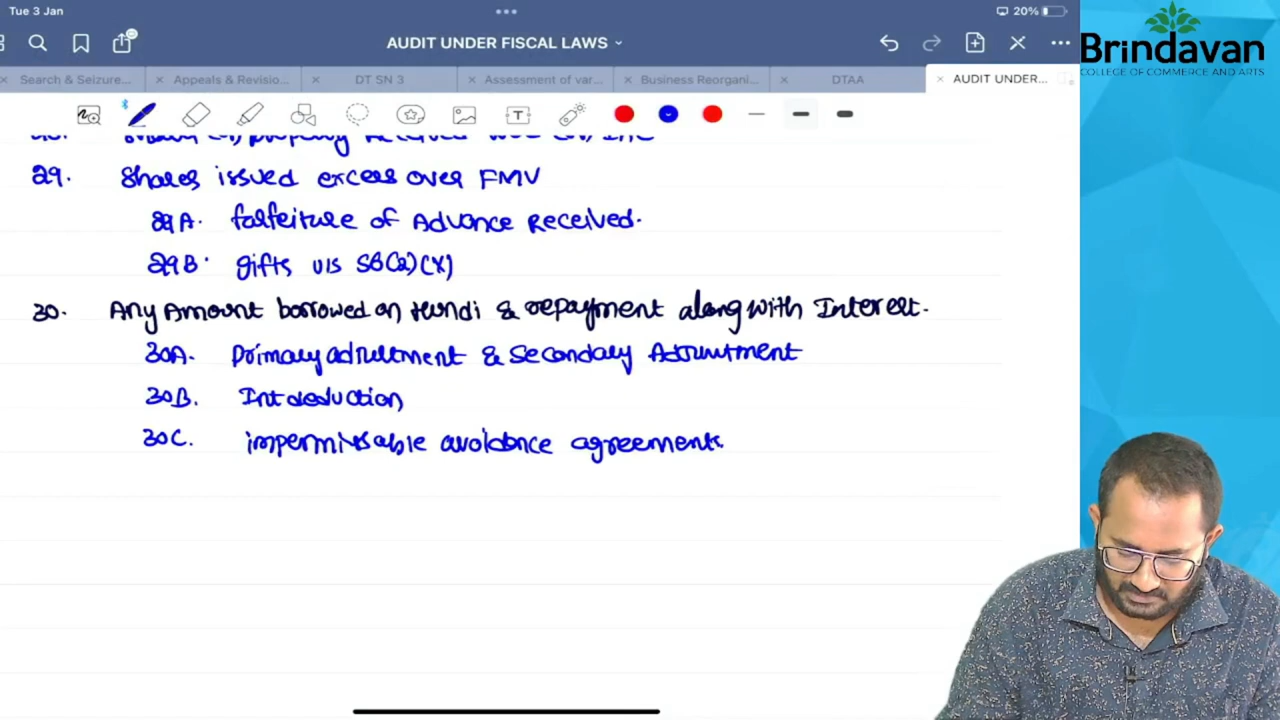 Tue 3 Jan
20%
Brindavan
COLLEGE OF COMMERCE AND ARTS
AUDIT UNDER FISCAL LAWS
Search & Seizure...
Appeals & Revisio...
DT SN 3
Assessment of var...
Business Reorgani...
DTAA
AUDIT UNDER...
29. Shares issued excess over FMV
29A. forfeiture of Advance Received.
29B. gifts u/s 56(2)(x)
30. Any Amount borrowed on Hundi & repayment along with Interest.
30A. Primary adjustment & Secondary Adjustment
30B. Int deduction
30C. impermissable avoidance agreements.